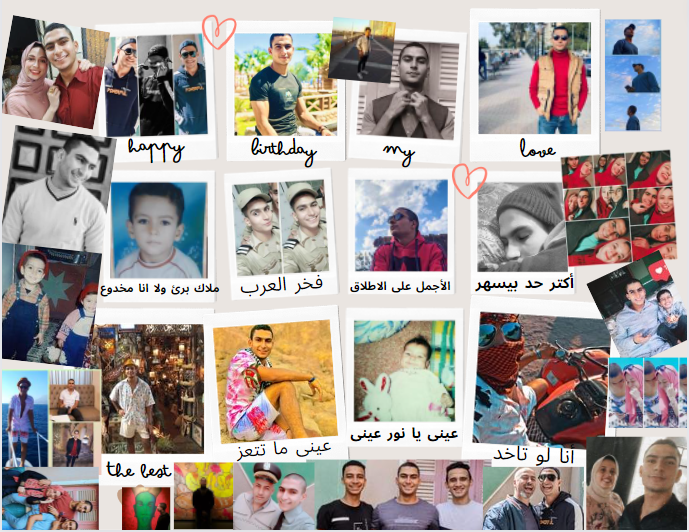 happy
birthday
my
love
ملاك برئ ولا انا مخدوع
فخر العرب
الأجمل على الاطلاق
أكتر حد بيسهر
عينى ما تتعز
عينى يا نور عينى
انا لو تاخد
the best